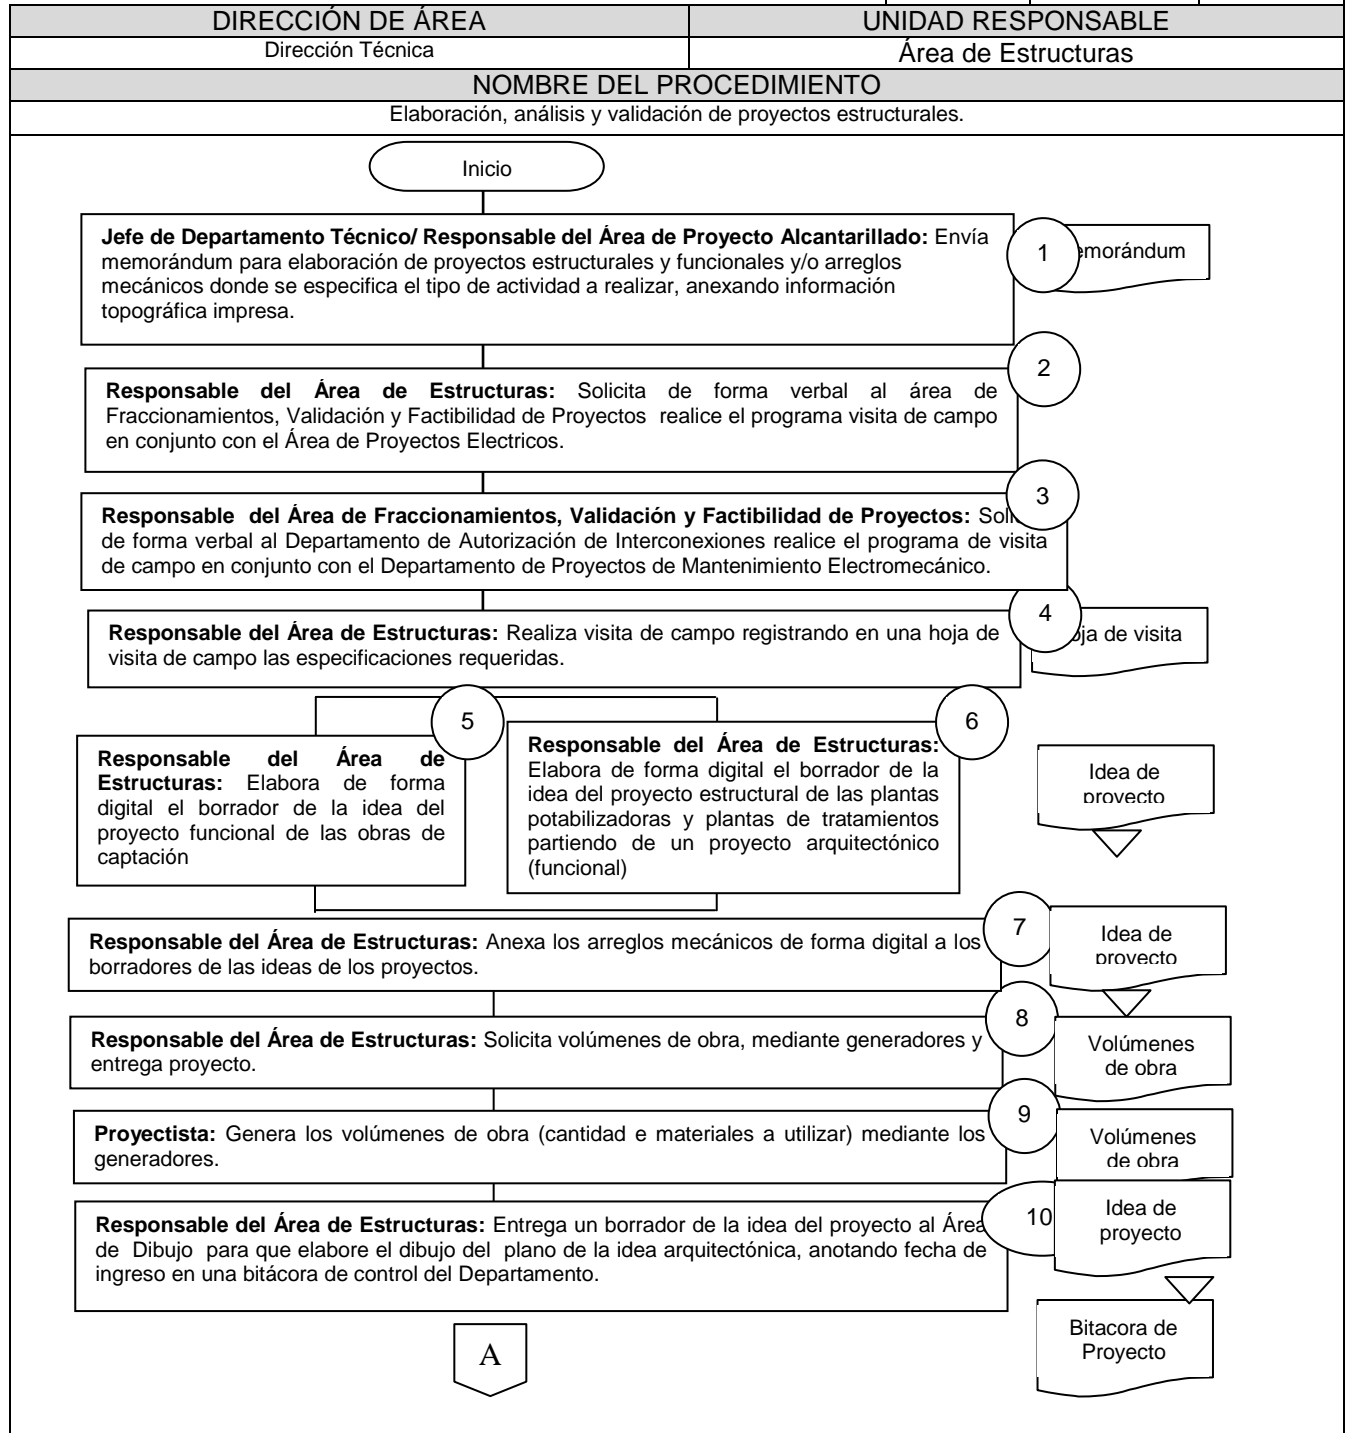 DIRECCIÓN DE ÁREA
UNIDAD RESPONSABLE
Dirección Técnica
Área de Estructuras
NOMBRE DEL PROCEDIMIENTO
Elaboración, análisis y validación de proyectos estructurales.
Inicio
Jefe de Departamento Técnico/ Responsable del Área de Proyecto Alcantarillado: Envía
memorándum para elaboración de proyectos estructurales y funcionales y/o arreglos
mecánicos donde se especifica el tipo de actividad a realizar, anexando información
topográfica impresa.
1
emorándum
2
Responsable del Área de Estructuras: Solicita de forma verbal al área de
Fraccionamientos, Validación y Factibilidad de Proyectos realice el programa visita de campo
en conjunto con el Área de Proyectos Electricos.
3
Responsable del Área de Fraccionamientos, Validación y Factibilidad de Proyectos: Soli
de forma verbal al Departamento de Autorización de Interconexiones realice el programa de visita
de campo en conjunto con el Departamento de Proyectos de Mantenimiento Electromecánico.
4
Responsable del Área de Estructuras: Realiza visita de campo registrando en una hoja de
visita de campo las especificaciones requeridas.
oja de visita
5
Responsable del Área de
Estructuras: Elabora de forma
digital el borrador de la idea del
proyecto funcional de las obras de
captación
6
Responsable del Área de Estructuras:
Elabora de forma digital el borrador de la
idea del proyecto estructural de las plantas
potabilizadoras y plantas de tratamientos
partiendo de un proyecto arquitectónico
(funcional)
Idea de
proyecto
7
Responsable del Área de Estructuras: Anexa los arreglos mecánicos de forma digital a los
borradores de las ideas de los proyectos.
Idea de
proyecto
8
Responsable del Área de Estructuras: Solicita volúmenes de obra, mediante generadores y
entrega proyecto.
Volúmenes
de obra
9
Proyectista: Genera los volúmenes de obra (cantidad e materiales a utilizar) mediante los
generadores.
Volúmenes
de obra
10
Responsable del Área de Estructuras: Entrega un borrador de la idea del proyecto al Área
de Dibujo para que elabore el dibujo del plano de la idea arquitectónica, anotando fecha de
ingreso en una bitácora de control del Departamento.
Idea de
proyecto
Bitacora de
Proyecto
A